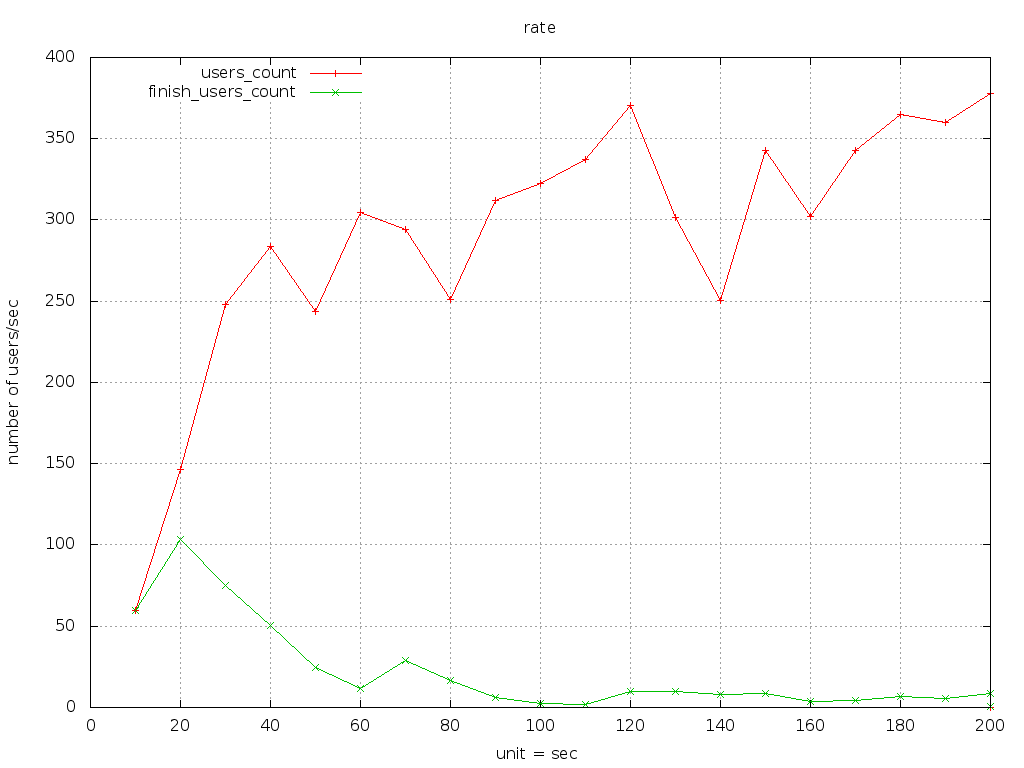 rate
users_count
finish_users_count
400
350
300
250
200
150
100
50
0
number of users/sec
0 20 40 60 80 100 120 140 160 180 200
unit = sec